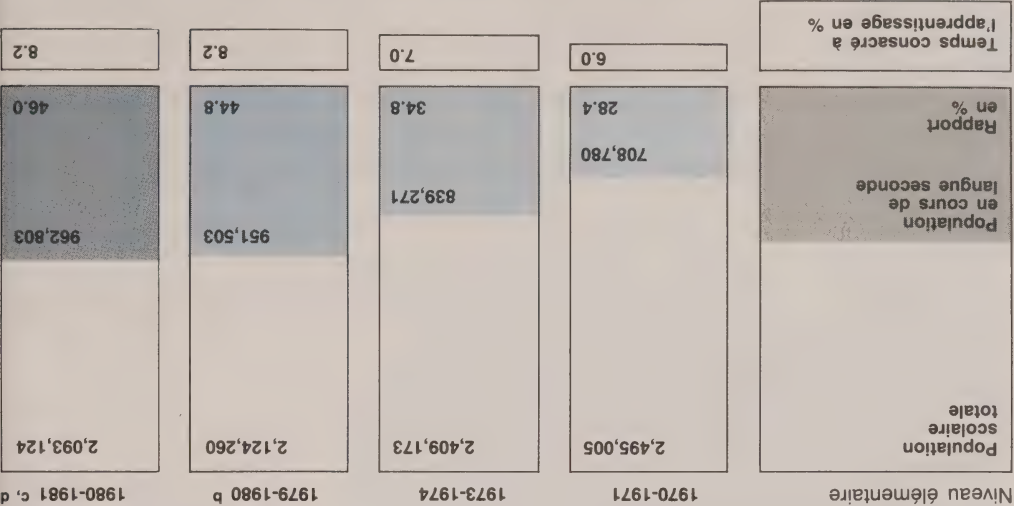 Niveau élémentaire 1970-1971 1973-1974 1979-1980 b 1980-1981 c, d
Population
scolaire
totale
2,495,005 2,409,173 2,124,260 2,093,124
Population
en cours de
langue seconde
708,780 839,271 951,503 962,803
Rapport
en %
28.4 34.8 44.8 46.0
Temps consacré à
l'apprentissage en %
6.0 7.0 8.2 8.2